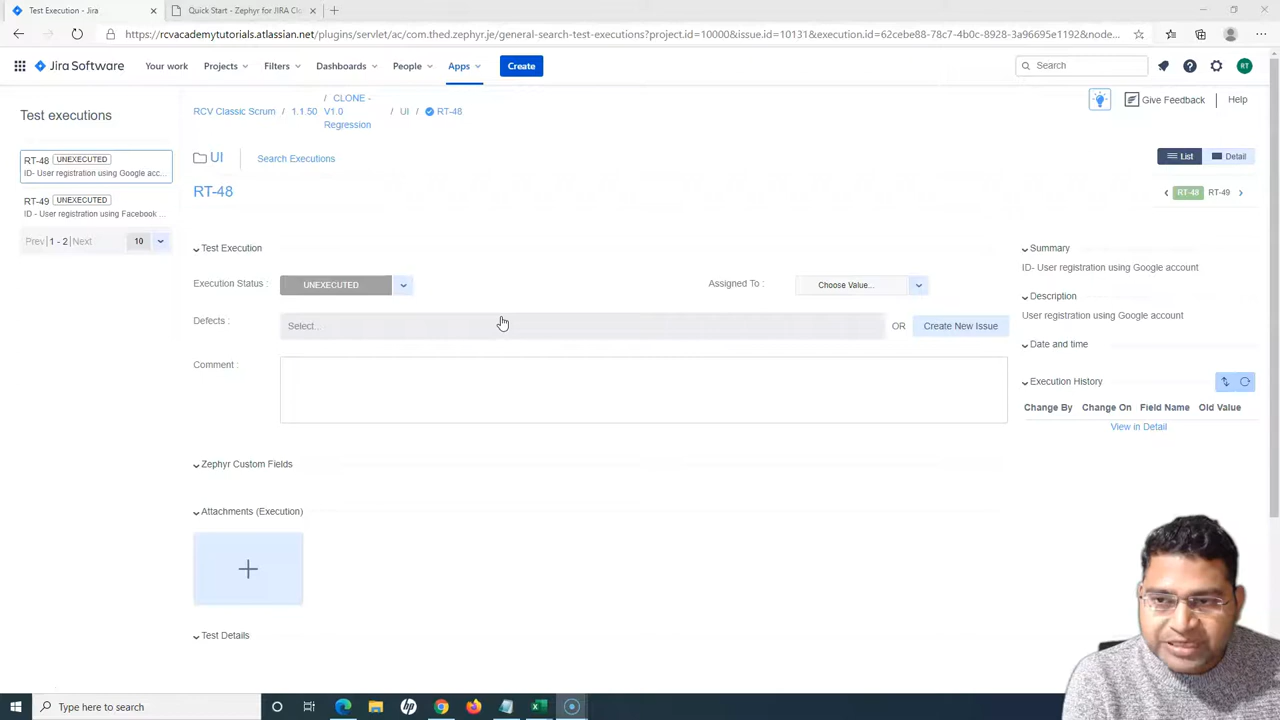 Test Execution - Jira
Quick Start - Zephyr for JIRA Cl
https://rcvacademytutorials.atlassian.net/plugins/servlet/ac/com.thed.zephyr.je/general-search-test-executions?project.id=10000&issue.id=10131&execution.id=62cebe88-78c7-4b0c-8928-3a96695e1192&node...
Jira Software
Your work
Projects
Filters
Dashboards
People
Apps
Create
Search
RT
Test executions
RT-48 UNEXECUTED
ID- User registration using Google acc...
RT-49 UNEXECUTED
ID - User registration using Facebook ...
Prev | 1 - 2 | Next 10
RCV Classic Scrum / 1.1.50 / CLONE - V1.0 Regression / UI / RT-48
Give Feedback | Help
UI
Search Executions
List
Detail
RT-48
RT-48 RT-49
Test Execution
Execution Status :
UNEXECUTED
Assigned To :
Choose Value...
Defects :
Select...
OR
Create New Issue
Comment :
Zephyr Custom Fields
Attachments (Execution)
Test Details
Summary
ID- User registration using Google account
Description
User registration using Google account
Date and time
Execution History
Change By Change On Field Name Old Value
View in Detail
Type here to search